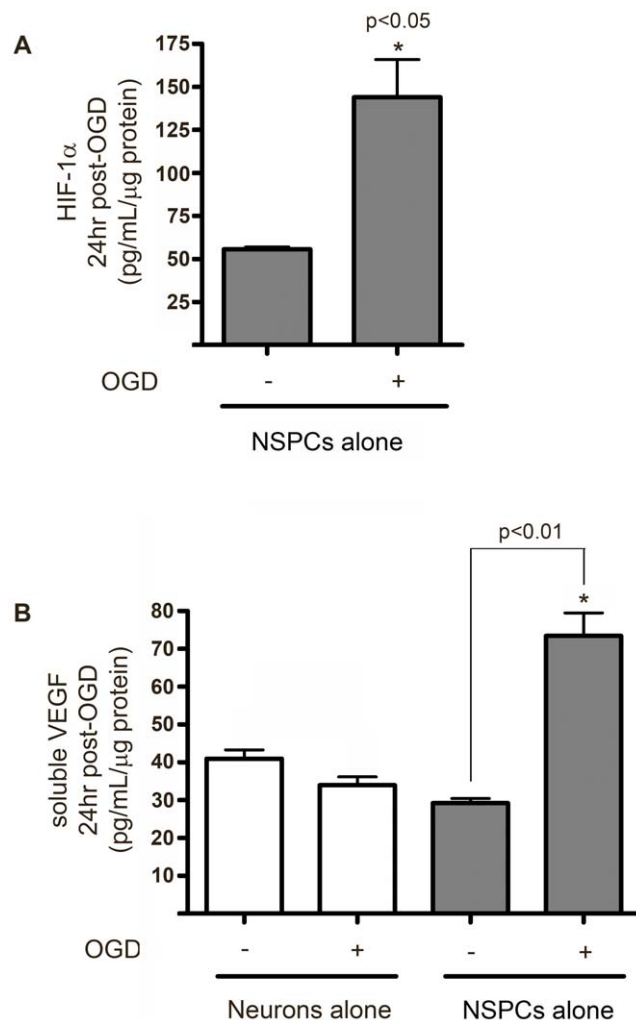 A
p<0.05
*
HIF-1α
24hr post-OGD
(pg/mL/µg protein)
175
150
125
100
75
50
25
OGD
-
+
NSPCs alone
p<0.01
B
*
soluble VEGF
24hr post-OGD
(pg/mL/µg protein)
80
70
60
50
40
30
20
10
OGD
-
+
-
+
Neurons alone
NSPCs alone